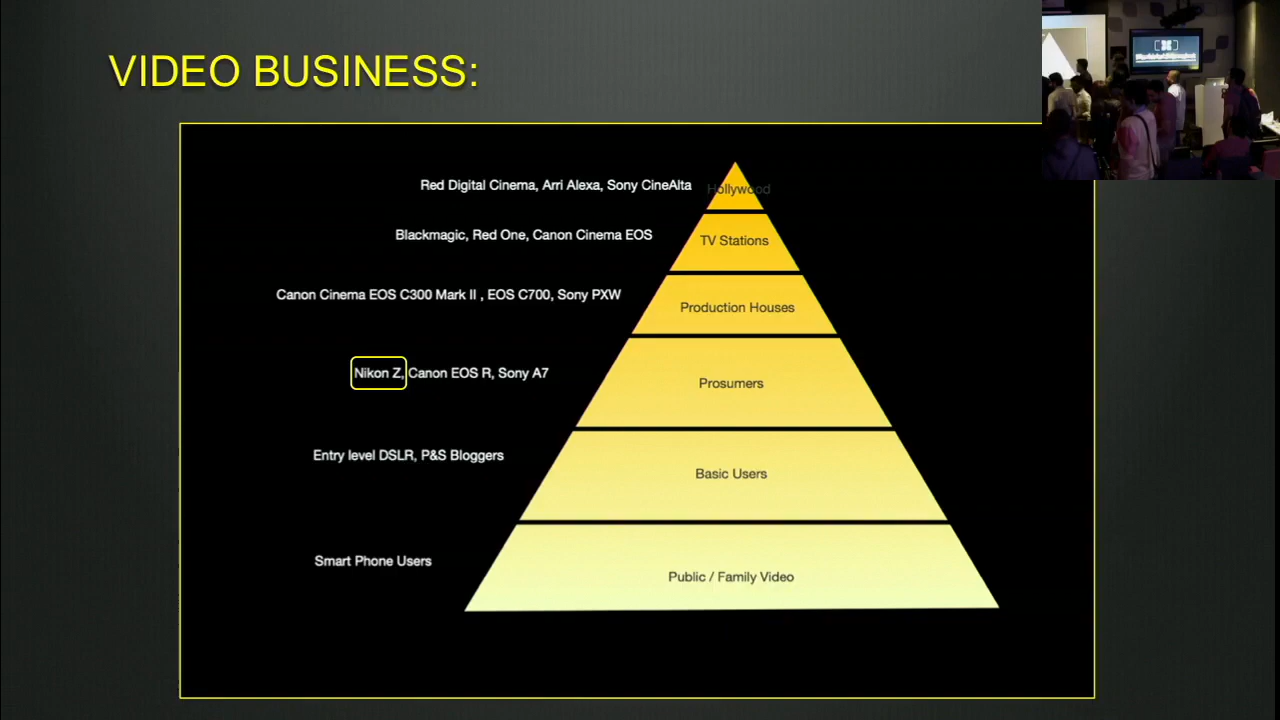 VIDEO BUSINESS:
Red Digital Cinema, Arri Alexa, Sony CineAlta
Hollywood
Blackmagic, Red One, Canon Cinema EOS
TV Stations
Canon Cinema EOS C300 Mark II , EOS C700, Sony PXW
Production Houses
Nikon Z, Canon EOS R, Sony A7
Prosumers
Entry level DSLR, P&S Bloggers
Basic Users
Smart Phone Users
Public / Family Video